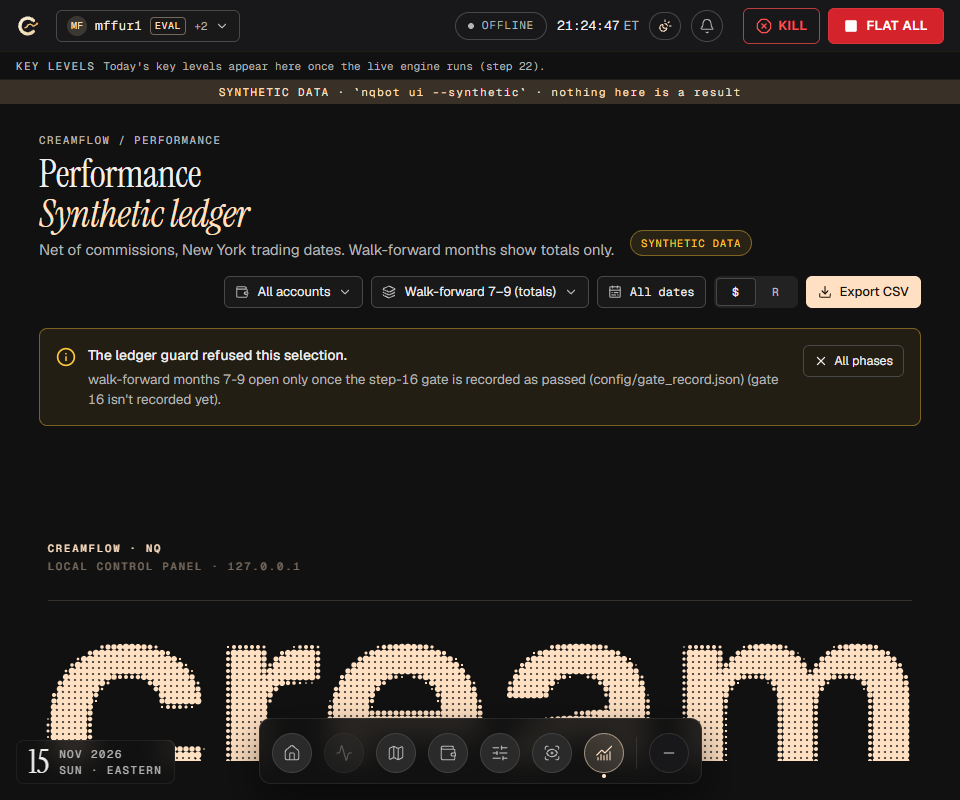 MF mffur1 EVAL +2
OFFLINE
21:24:47 ET
KILL
FLAT ALL
KEY LEVELS Today's key levels appear here once the live engine runs (step 22).
SYNTHETIC DATA · `nqbot ui --synthetic` · nothing here is a result
CREAMFLOW / PERFORMANCE
Performance
Synthetic ledger
Net of commissions, New York trading dates. Walk-forward months show totals only.
SYNTHETIC DATA
All accounts
Walk-forward 7–9 (totals)
All dates
$ R
Export CSV
The ledger guard refused this selection.
walk-forward months 7-9 open only once the step-16 gate is recorded as passed (config/gate_record.json) (gate
16 isn't recorded yet).
All phases
CREAMFLOW · NQ
LOCAL CONTROL PANEL · 127.0.0.1
cream
15 NOV 2026
SUN · EASTERN